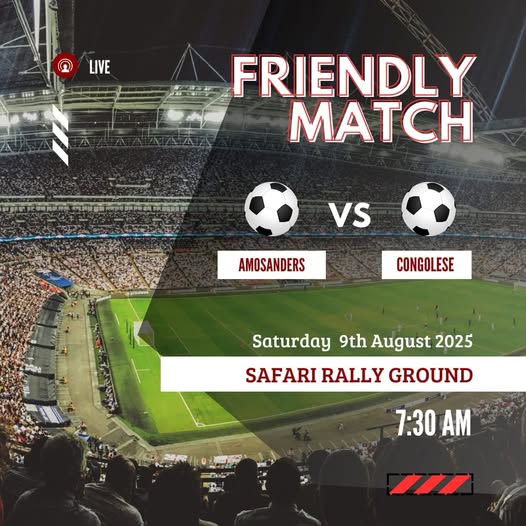 LIVE
FRIENDLY
MATCH
VS
AMOSANDERS
CONGOLESE
Saturday 9th August 2025
SAFARI RALLY GROUND
7:30 AM